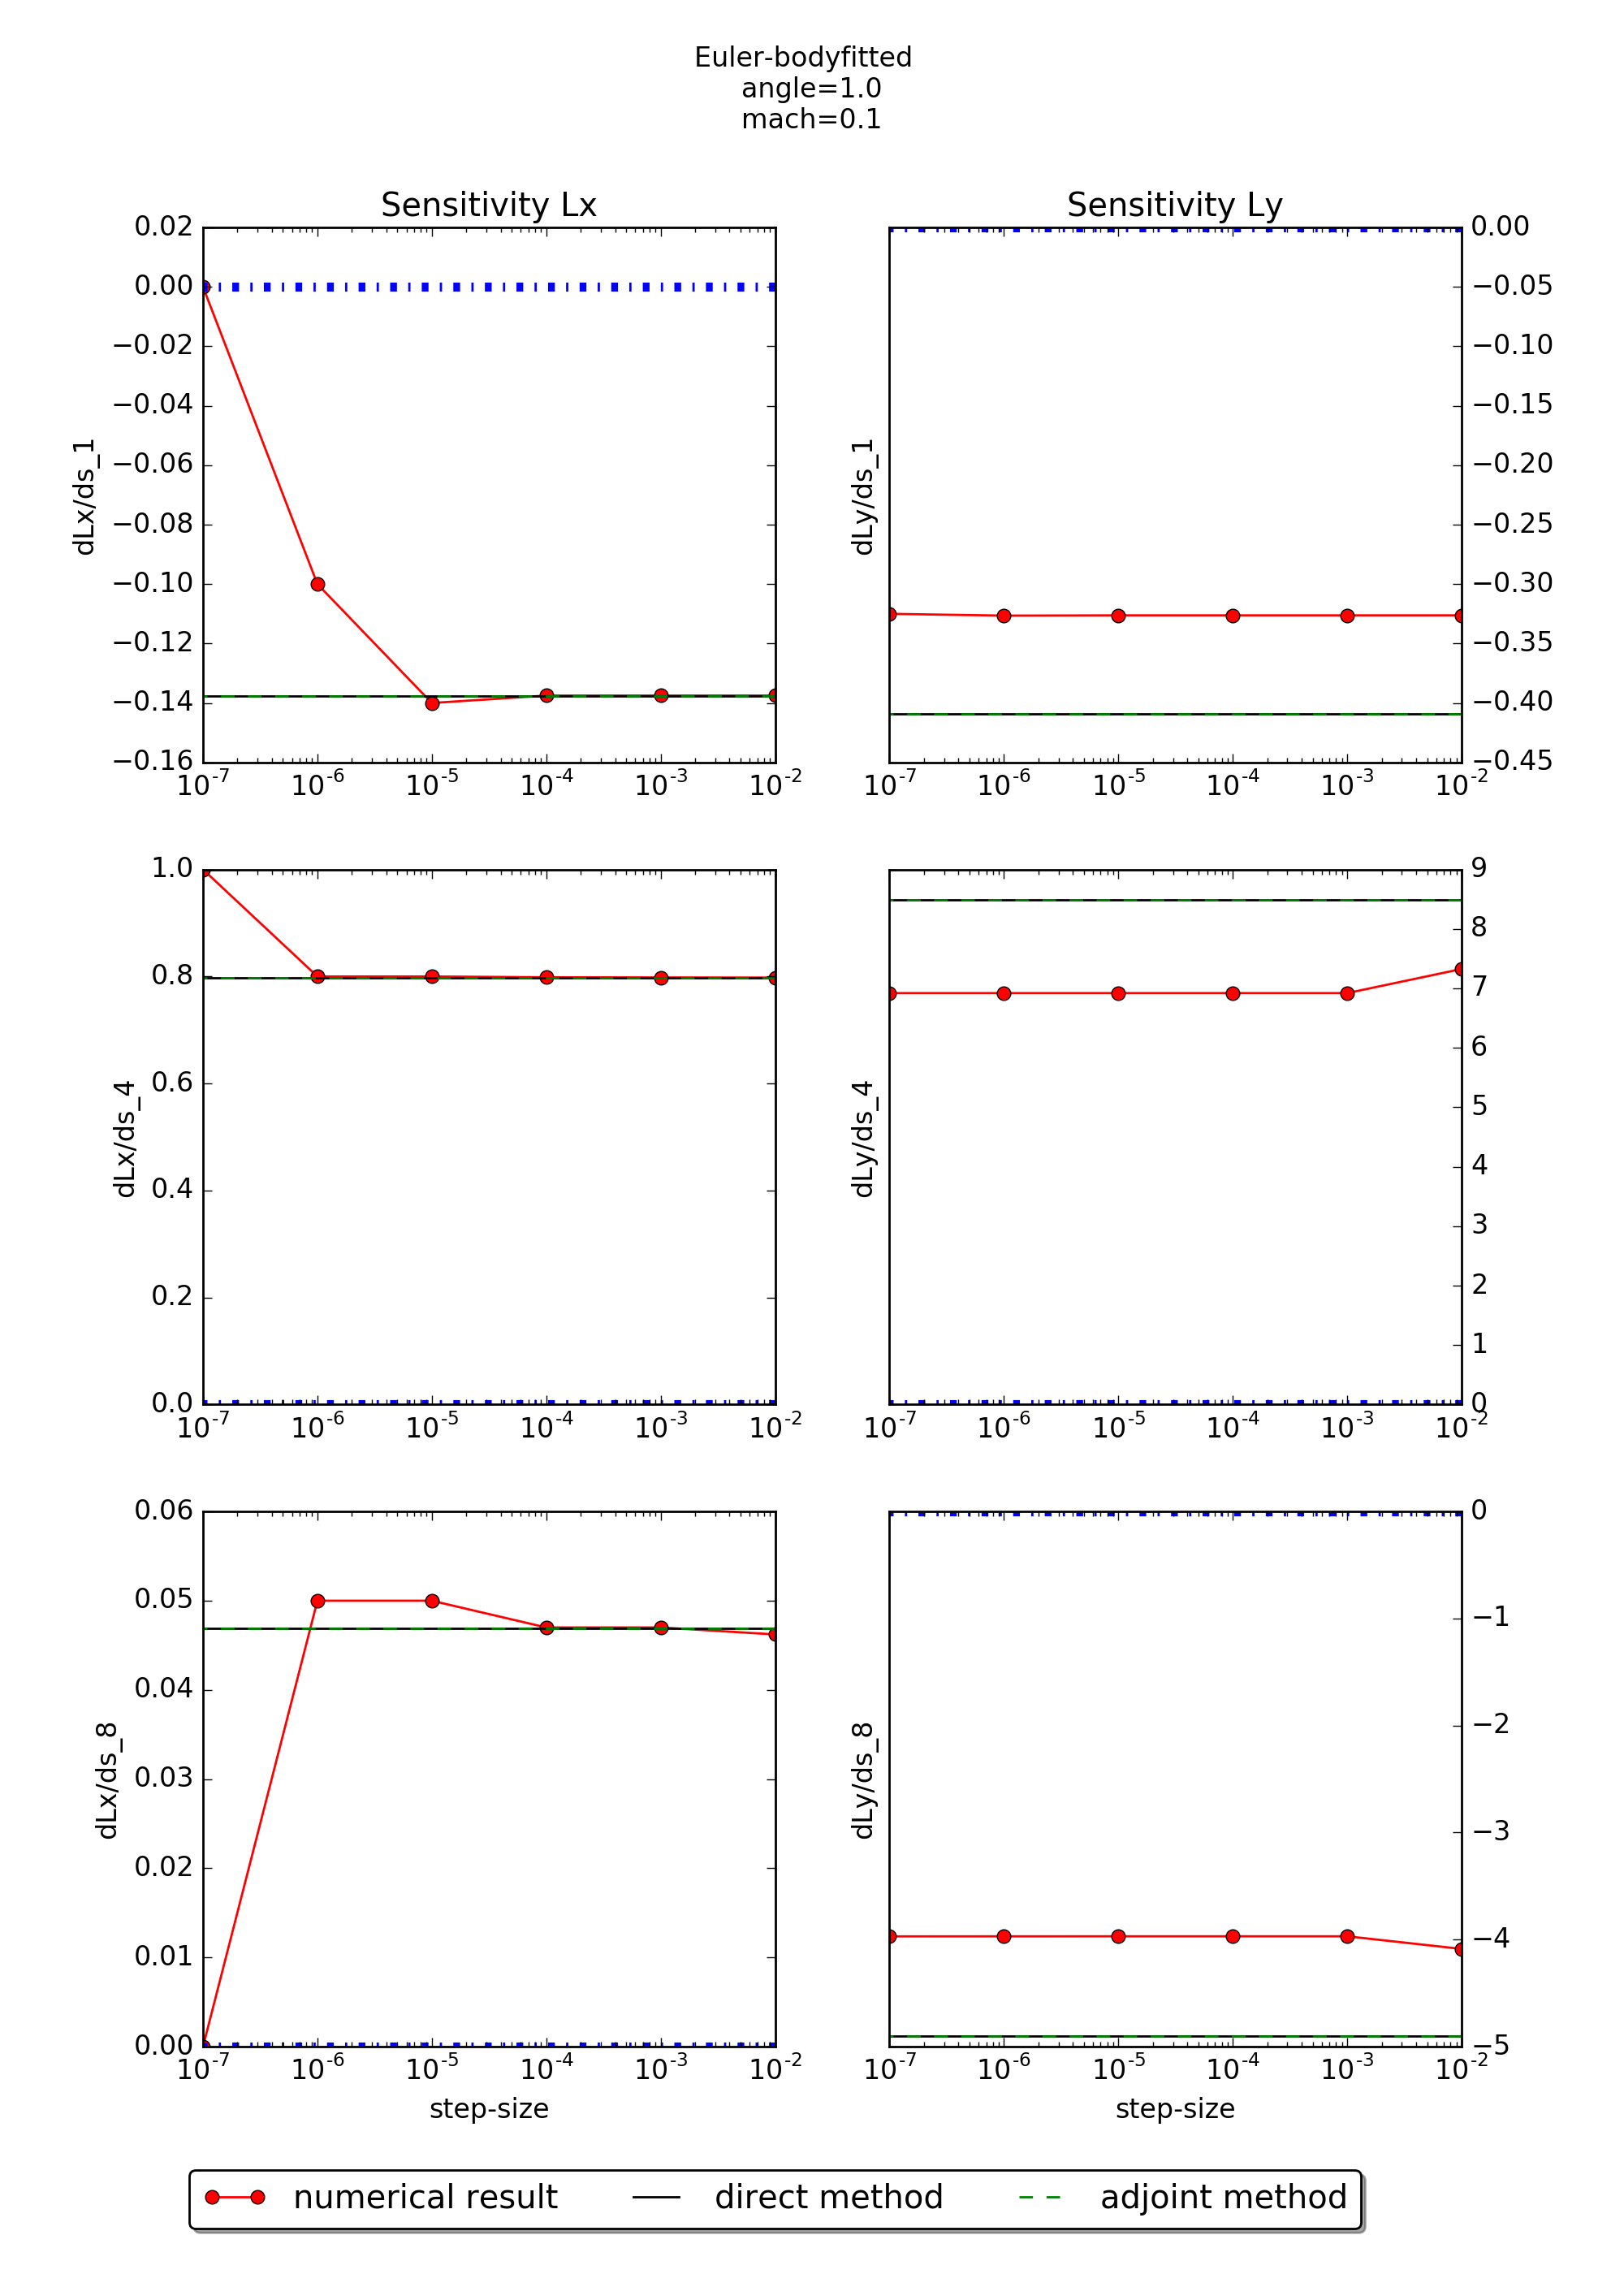 Euler-bodyfitted
angle=1.0
mach=0.1
Sensitivity Lx
Sensitivity Ly
0.02
0.00
−0.02
−0.04
−0.06
−0.08
−0.10
−0.12
−0.14
−0.16
dLx/ds_1
10^-7 10^-6 10^-5 10^-4 10^-3 10^-2
dLy/ds_1
0.00
−0.05
−0.10
−0.15
−0.20
−0.25
−0.30
−0.35
−0.40
−0.45
10^-7 10^-6 10^-5 10^-4 10^-3 10^-2
1.0
0.8
0.6
0.4
0.2
0.0
dLx/ds_4
10^-7 10^-6 10^-5 10^-4 10^-3 10^-2
dLy/ds_4
9
8
7
6
5
4
3
2
1
0
10^-7 10^-6 10^-5 10^-4 10^-3 10^-2
0.06
0.05
0.04
0.03
0.02
0.01
0.00
dLx/ds_8
10^-7 10^-6 10^-5 10^-4 10^-3 10^-2
step-size
dLy/ds_8
0
−1
−2
−3
−4
−5
10^-7 10^-6 10^-5 10^-4 10^-3 10^-2
step-size
numerical result direct method adjoint method